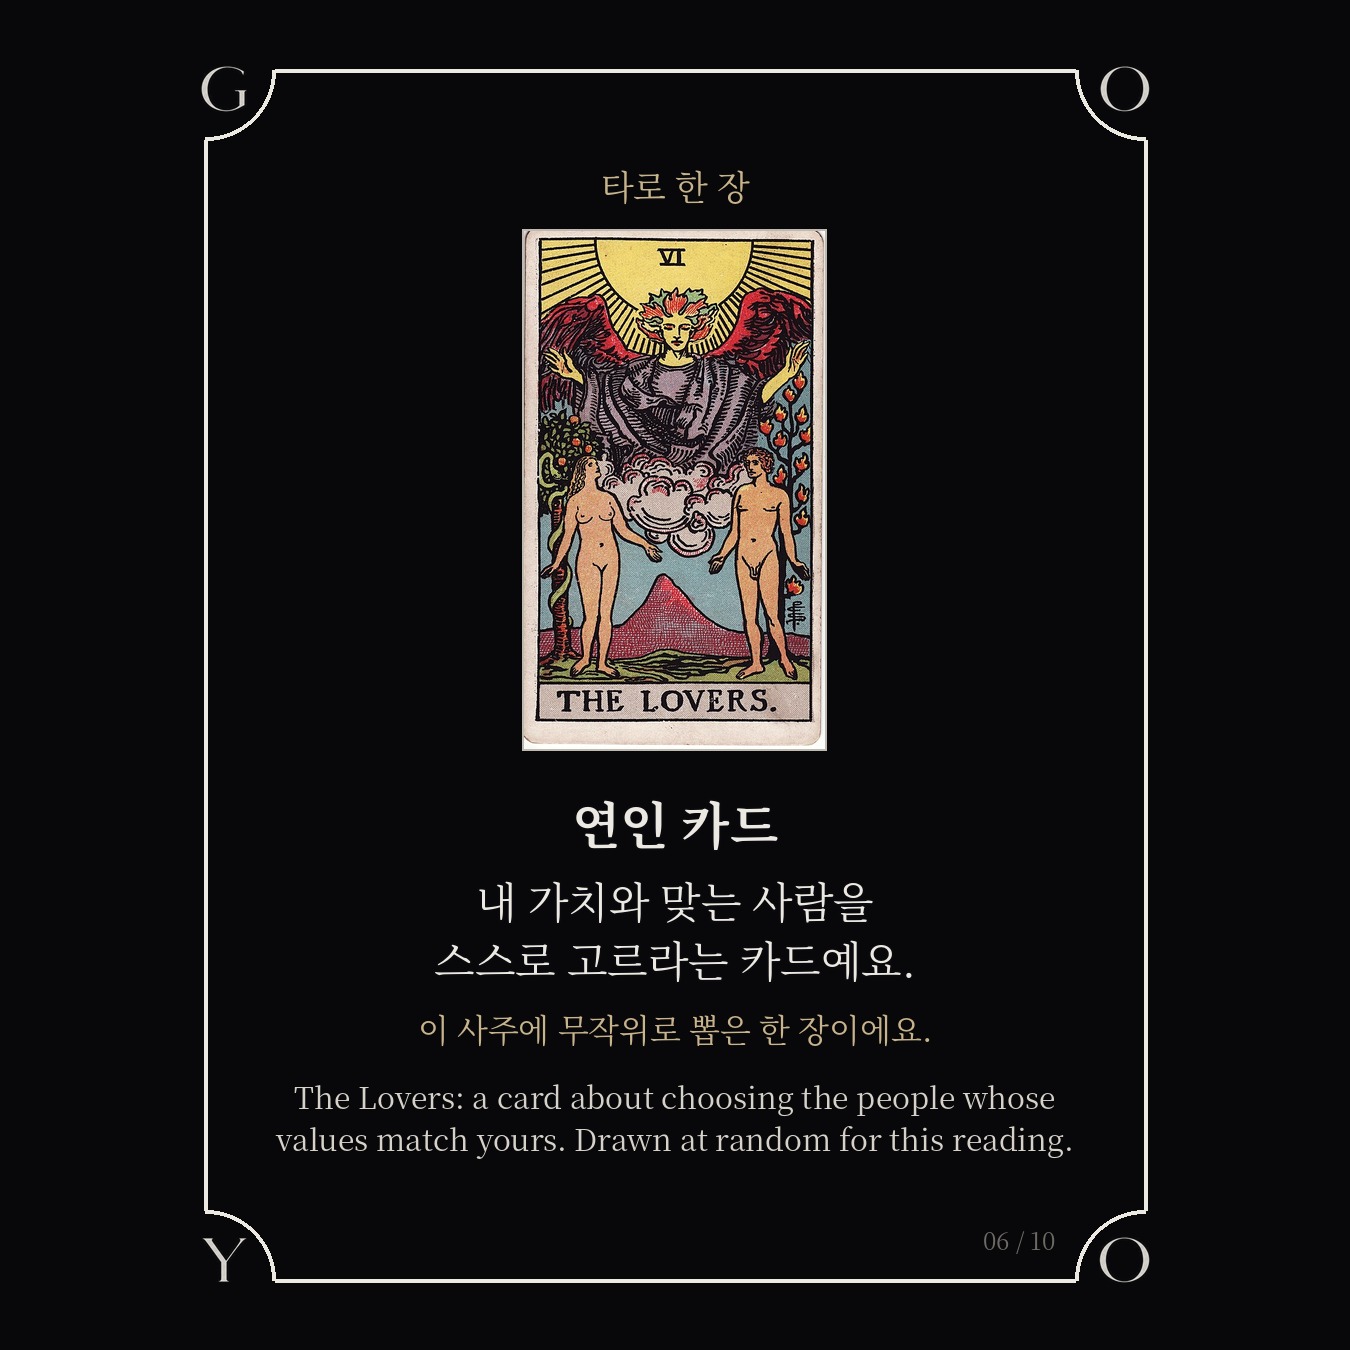 G O
타로 한 장
VI
THE LOVERS.
연인 카드
내 가치와 맞는 사람을
스스로 고르라는 카드예요.
이 사주에 무작위로 뽑은 한 장이에요.
The Lovers: a card about choosing the people whose
values match yours. Drawn at random for this reading.
06 / 10
Y O